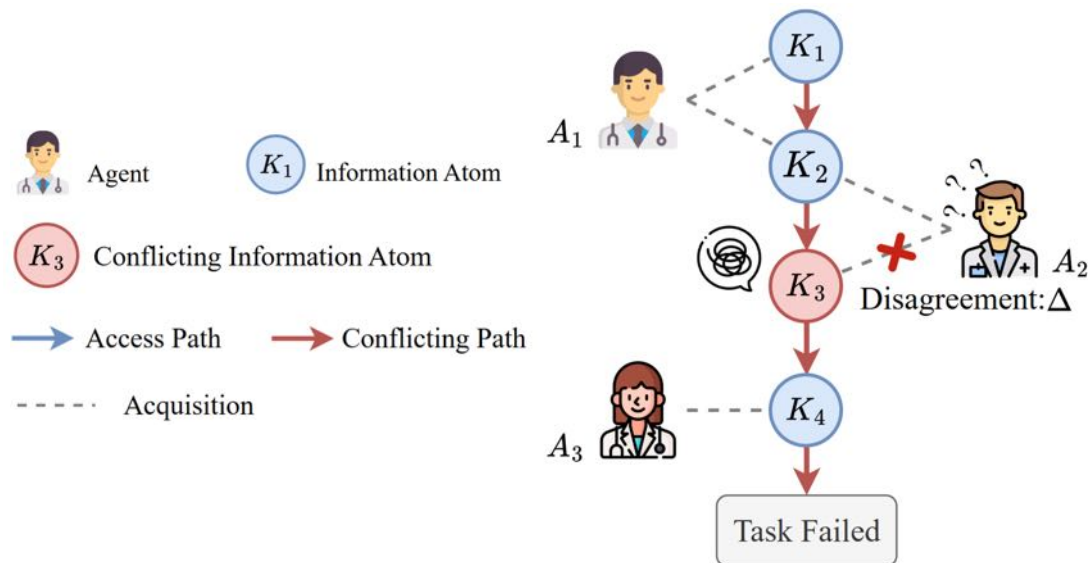 K₁
A₁
Agent
K₁ Information Atom
K₂
? ? ?
K₃ Conflicting Information Atom
K₃
A₂
Disagreement:Δ
Access Path
Conflicting Path
Acquisition
K₄
A₃
Task Failed